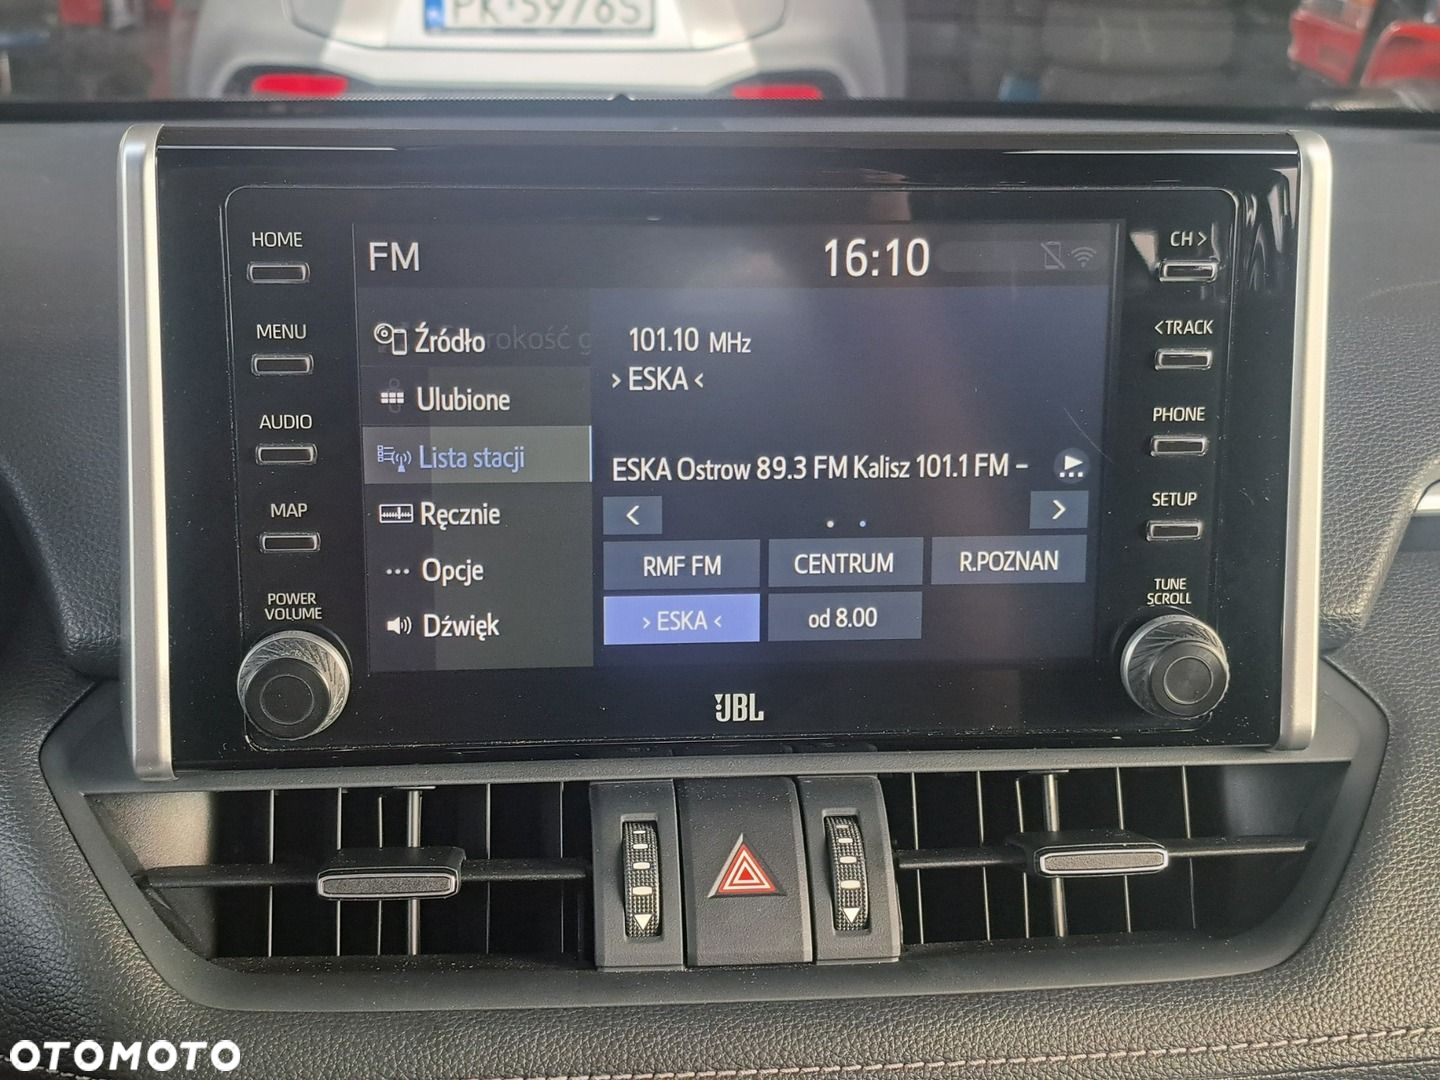 PK 5976S
HOME
MENU
AUDIO
MAP
POWER
VOLUME
FM
16:10
Źródło
Ulubione
Lista stacji
Ręcznie
Opcje
Dźwięk
101.10 MHz
› ESKA ‹
ESKA Ostrow 89.3 FM Kalisz 101.1 FM –
RMF FM
CENTRUM
R.POZNAN
› ESKA ‹
od 8.00
CH >
<TRACK
PHONE
SETUP
TUNE
SCROLL
JBL
OTOMOTO